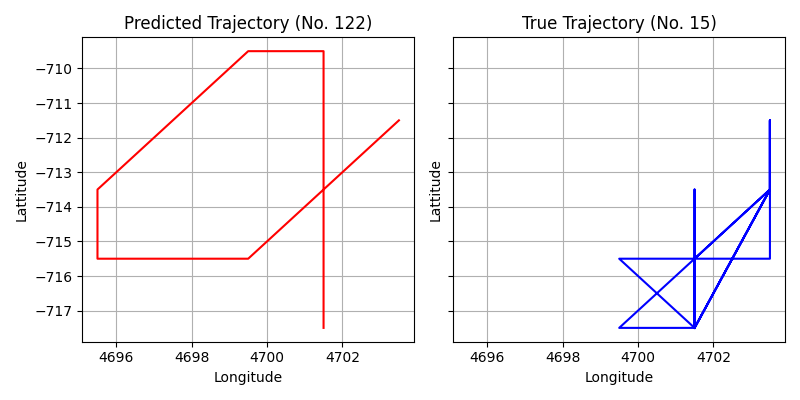 Predicted Trajectory (No. 122)
True Trajectory (No. 15)
Lattitude
−710
−711
−712
−713
−714
−715
−716
−717
4696
4698
4700
4702
Longitude
Lattitude
4696
4698
4700
4702
Longitude